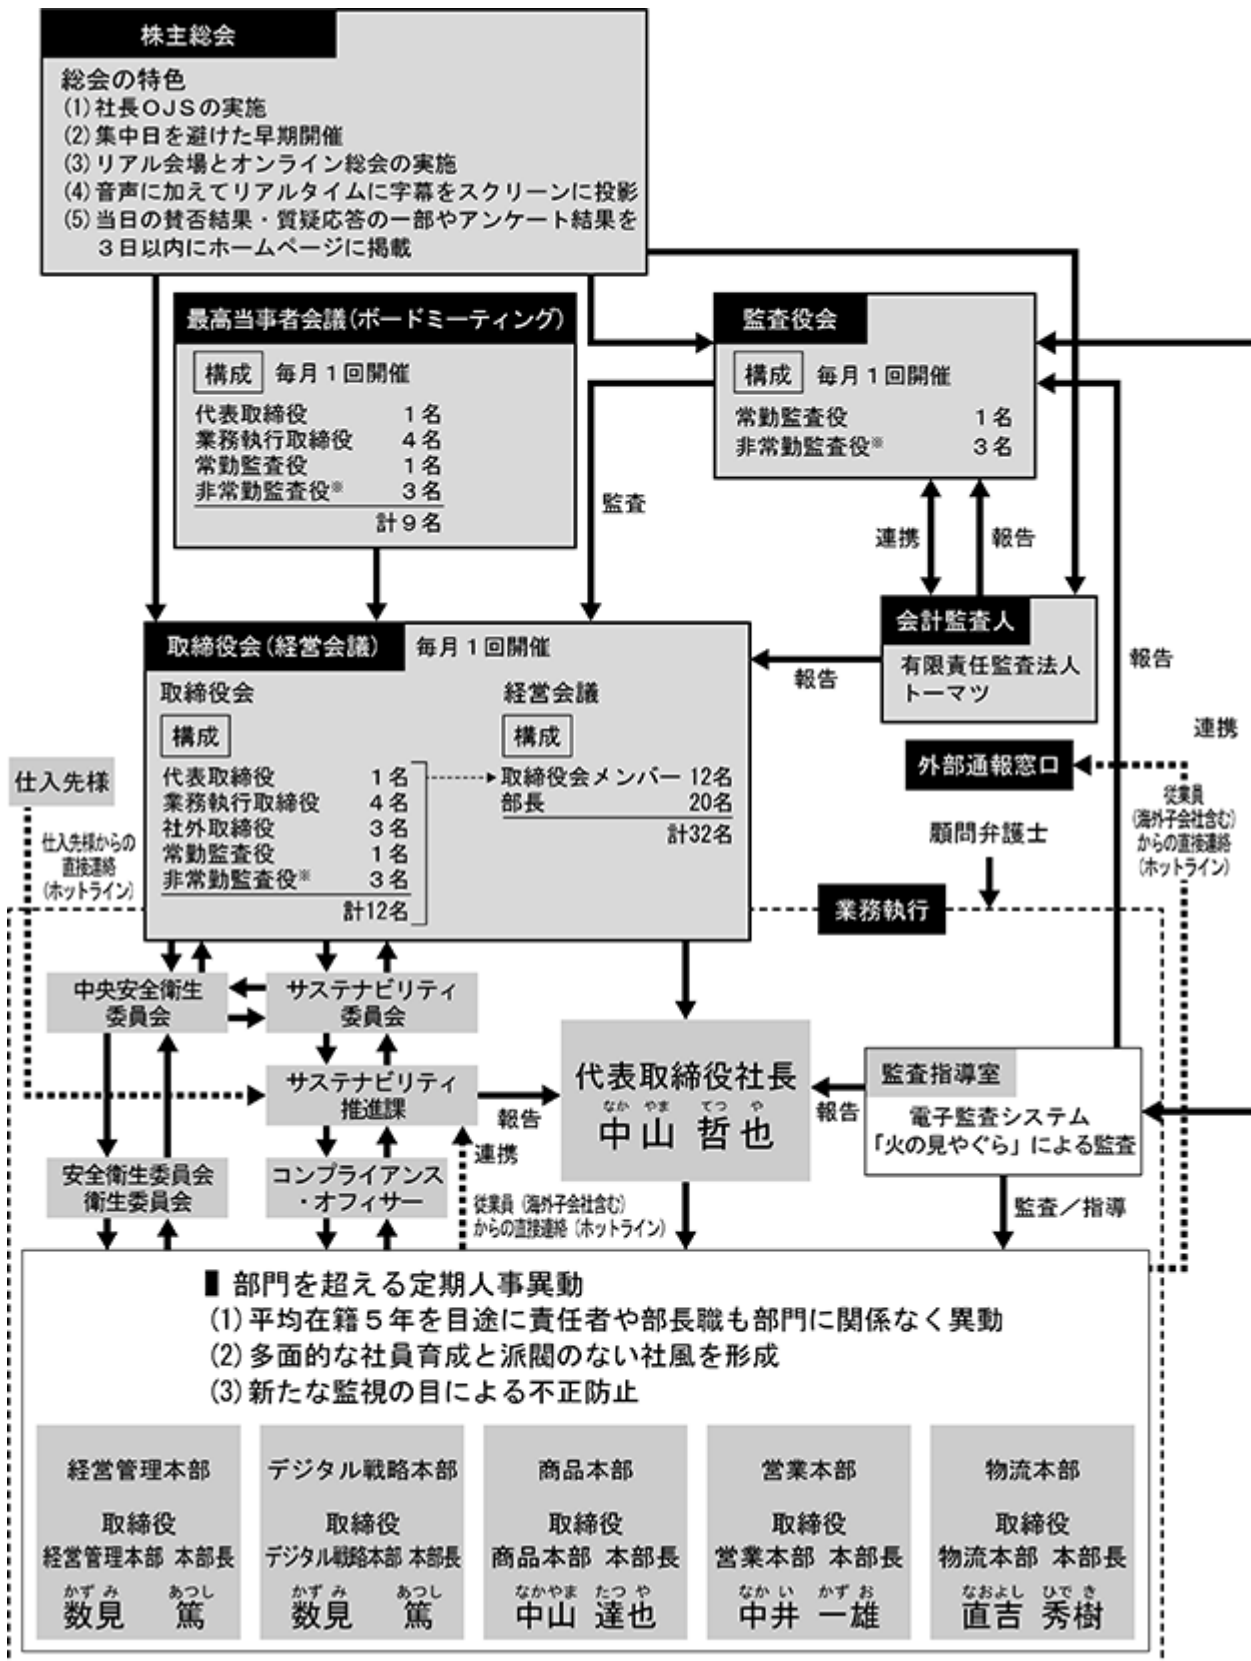 株主総会
総会の特色
(1)社長OJSの実施
(2)集中日を避けた早期開催
(3)リアル会場とオンライン総会の実施
(4)音声に加えてリアルタイムに字幕をスクリーンに投影
(5)当日の賛否結果・質疑応答の一部やアンケート結果を
3日以内にホームページに掲載
最高当事者会議(ボードミーティング)
構成 毎月1回開催
代表取締役 1名
業務執行取締役 4名
常勤監査役 1名
非常勤監査役※ 3名
計9名
監査役会
構成 毎月1回開催
常勤監査役 1名
非常勤監査役※ 3名
監査
連携
報告
会計監査人
有限責任監査法人
トーマツ
報告
報告
連携
取締役会(経営会議) 毎月1回開催
取締役会
構成
代表取締役 1名
業務執行取締役 4名
社外取締役 3名
常勤監査役 1名
非常勤監査役※ 3名
計12名
経営会議
構成
取締役会メンバー 12名
部長 20名
計32名
外部通報窓口
従業員
(海外子会社含む)
からの直接連絡
(ホットライン)
顧問弁護士
業務執行
仕入先様
仕入先様からの
直接連絡
(ホットライン)
中央安全衛生
委員会
サステナビリティ
委員会
サステナビリティ
推進課
報告
代表取締役社長
なか やま てつ や
中山 哲也
報告
監査指導室
電子監査システム
「火の見やぐら」による監査
監査/指導
安全衛生委員会
衛生委員会
コンプライアンス
・オフィサー
連携
従業員(海外子会社含む)
からの直接連絡(ホットライン)
■ 部門を超える定期人事異動
(1)平均在籍5年を目途に責任者や部長職も部門に関係なく異動
(2)多面的な社員育成と派閥のない社風を形成
(3)新たな監視の目による不正防止
経営管理本部
取締役
経営管理本部 本部長
かずみ あつし
数見 篤
デジタル戦略本部
取締役
デジタル戦略本部 本部長
かずみ あつし
数見 篤
商品本部
取締役
商品本部 本部長
なかやま たつや
中山 達也
営業本部
取締役
営業本部 本部長
なかい かずお
中井 一雄
物流本部
取締役
物流本部 本部長
なおよし ひでき
直吉 秀樹